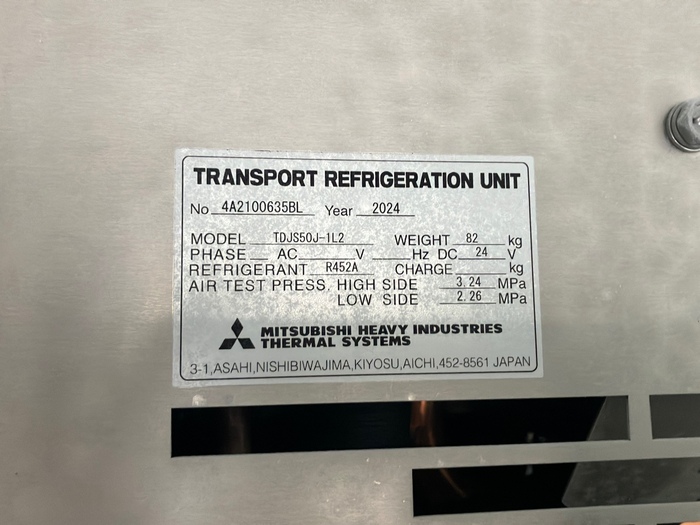 TRANSPORT REFRIGERATION UNIT
No 4A2100635BL Year 2024
MODEL TDJS50J-1L2 WEIGHT 82 kg
PHASE AC V Hz DC 24 V
REFRIGERANT R452A CHARGE kg
AIR TEST PRESS. HIGH SIDE 3.24 MPa
LOW SIDE 2.26 MPa
MITSUBISHI HEAVY INDUSTRIES
THERMAL SYSTEMS
3-1,ASAHI,NISHIBIWAJIMA,KIYOSU,AICHI,452-8561 JAPAN